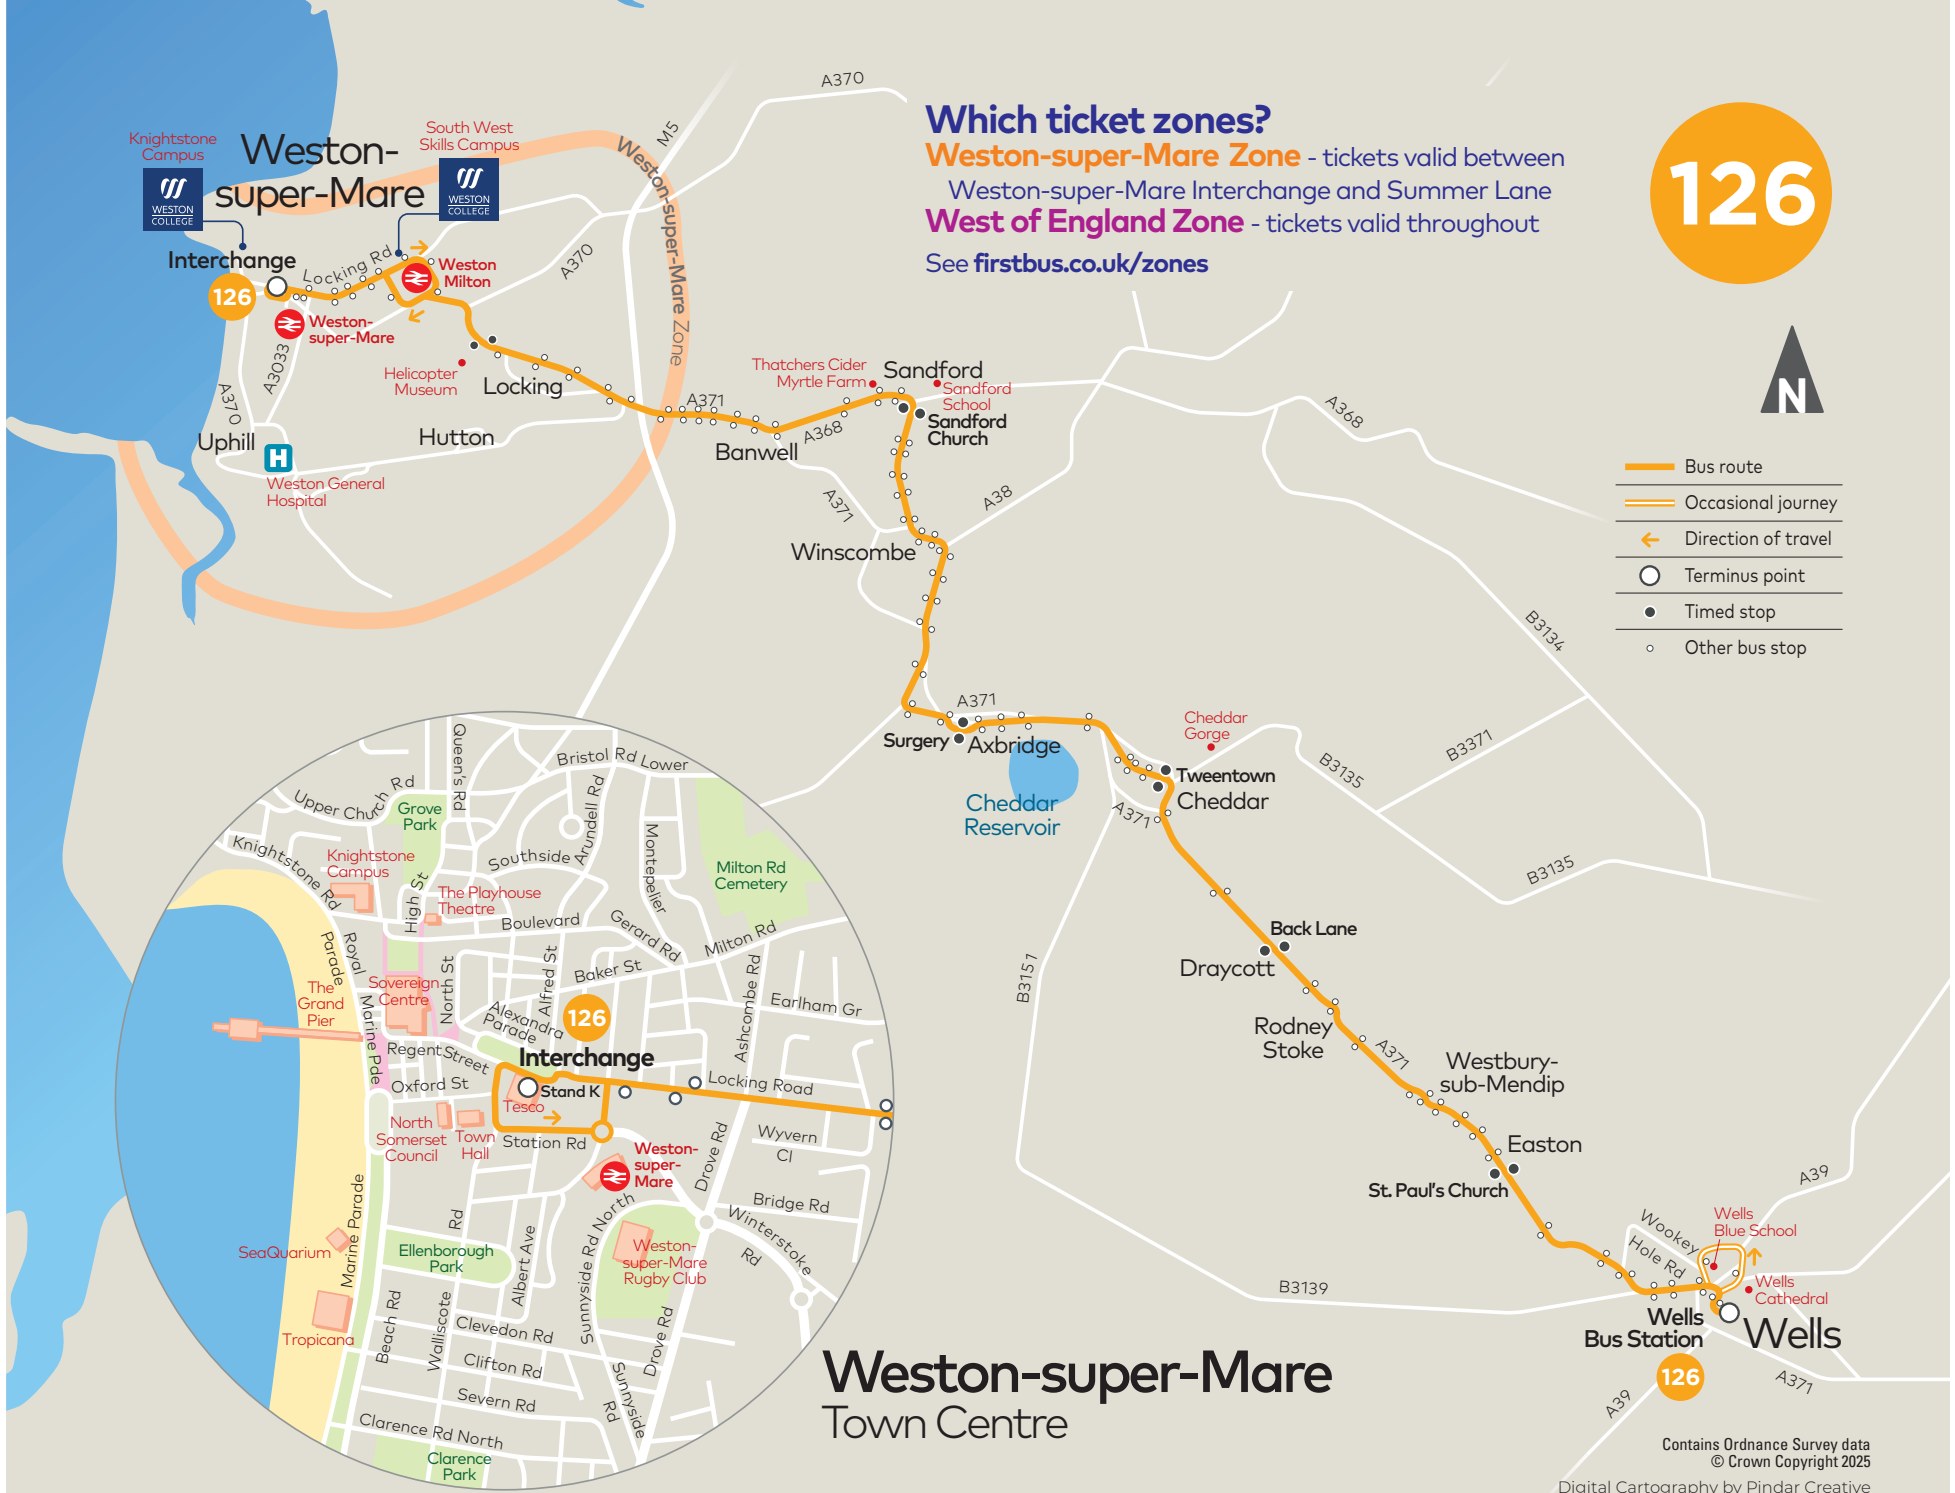 Which ticket zones?
Weston-super-Mare Zone - tickets valid between
Weston-super-Mare Interchange and Summer Lane
West of England Zone - tickets valid throughout
See firstbus.co.uk/zones
126
N
Bus route
Occasional journey
Direction of travel
Terminus point
Timed stop
Other bus stop
Knightstone
Campus
WESTON
COLLEGE
Weston-
super-Mare
South West
Skills Campus
WESTON
COLLEGE
Interchange
126
Locking Rd
Weston
Milton
Weston-
super-Mare
A370
A3033
A370
Uphill
H
Weston General
Hospital
Helicopter
Museum
Locking
Hutton
M5
A370
Weston-super-Mare Zone
A371
Banwell
A368
Thatchers Cider
Myrtle Farm
Sandford
Sandford
School
Sandford
Church
A371
A38
Winscombe
A368
B3134
B3371
B3135
B3135
A371
Surgery
Axbridge
Cheddar
Reservoir
Cheddar
Gorge
Tweentown
Cheddar
A371
B3151
Back Lane
Draycott
Rodney
Stoke
A371
Westbury-
sub-Mendip
Easton
St. Paul's Church
B3139
A39
Wookey
Hole Rd
Wells
Blue School
Wells
Cathedral
Wells
Bus Station
Wells
126
A371
A39
Weston-super-Mare
Town Centre
Queen's Rd
Bristol Rd Lower
Upper Church Rd
Grove
Park
Arundell Rd
Knightstone Rd
Knightstone
Campus
Southside
Montepelier
Milton Rd
Cemetery
High St
The Playhouse
Theatre
Boulevard
Gerard Rd
Milton Rd
Royal
Parade
The
Grand
Pier
Sovereign
Centre
North St
Alfred St
Baker St
Ashcombe Rd
Earlham Gr
Alexandra
Parade
126
Marine Pde
Regent Street
Interchange
Oxford St
Stand K
Tesco
Locking Road
North
Somerset
Council
Town
Hall
Station Rd
Wyvern
Cl
Drove Rd
Weston-
super-
Mare
Bridge Rd
Winterstoke
Rd
Marine Parade
SeaQuarium
Rd
Ellenborough
Park
Albert Ave
Sunnyside Rd North
Weston-
super-Mare
Rugby Club
Tropicana
Beach Rd
Walliscote
Clevedon Rd
Clifton Rd
Severn Rd
Drove Rd
Sunnyside
Rd
Clarence Rd North
Clarence
Park
Contains Ordnance Survey data
© Crown Copyright 2025
Digital Cartography by Pindar Creative